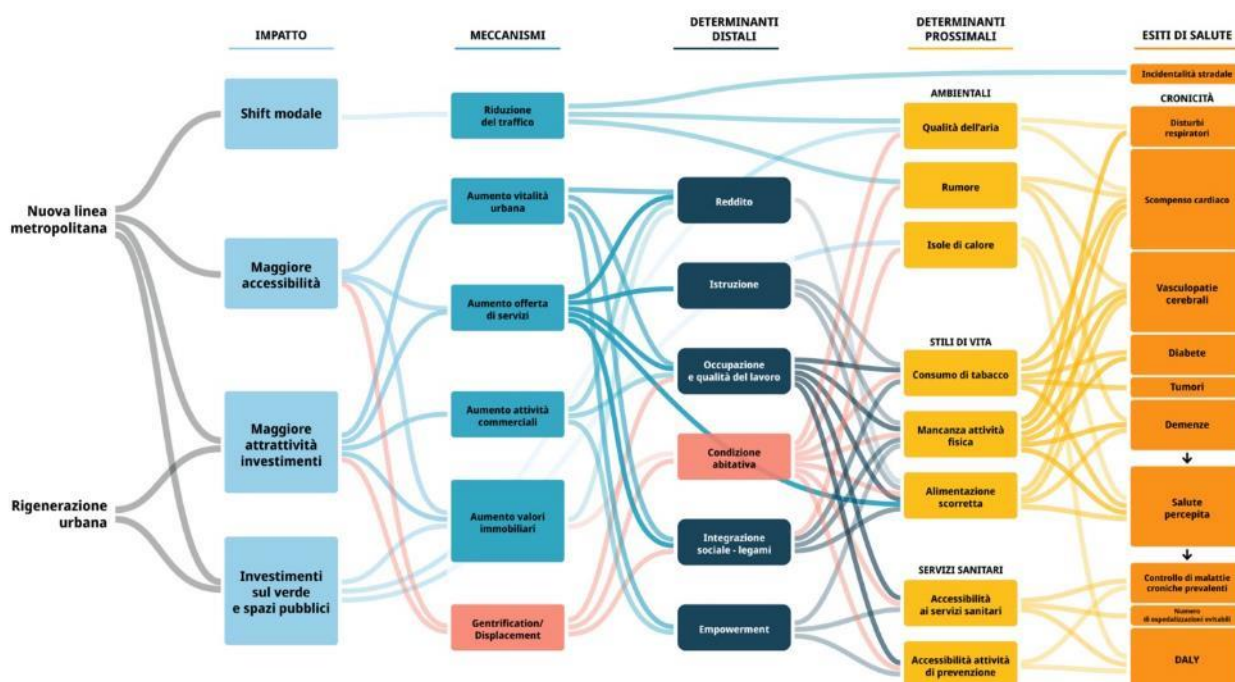 IMPATTO
MECCANISMI
DETERMINANTI
DISTALI
DETERMINANTI
PROSSIMALI
ESITI DI SALUTE
Nuova linea
metropolitana
Rigenerazione
urbana
Shift modale
Maggiore
accessibilità
Maggiore
attrattività
investimenti
Investimenti
sul verde
e spazi pubblici
Riduzione
del traffico
Aumento vitalità
urbana
Aumento offerta
di servizi
Aumento attività
commerciali
Aumento valori
immobiliari
Gentrification/
Displacement
Reddito
Istruzione
Occupazione
e qualità del lavoro
Condizione
abitativa
Integrazione
sociale - legami
Empowerment
AMBIENTALI
Qualità dell'aria
Rumore
Isole di calore
STILI DI VITA
Consumo di tabacco
Mancanza attività
fisica
Alimentazione
scorretta
SERVIZI SANITARI
Accessibilità
ai servizi sanitari
Accessibilità attività
di prevenzione
Incidentalità stradale
CRONICITÀ
Disturbi
respiratori
Scompenso cardiaco
Vasculopatie
cerebrali
Diabete
Tumori
Demenze
Salute
percepita
Controllo di malattie
croniche prevalenti
Numero
di ospedalizzazioni evitabili
DALY